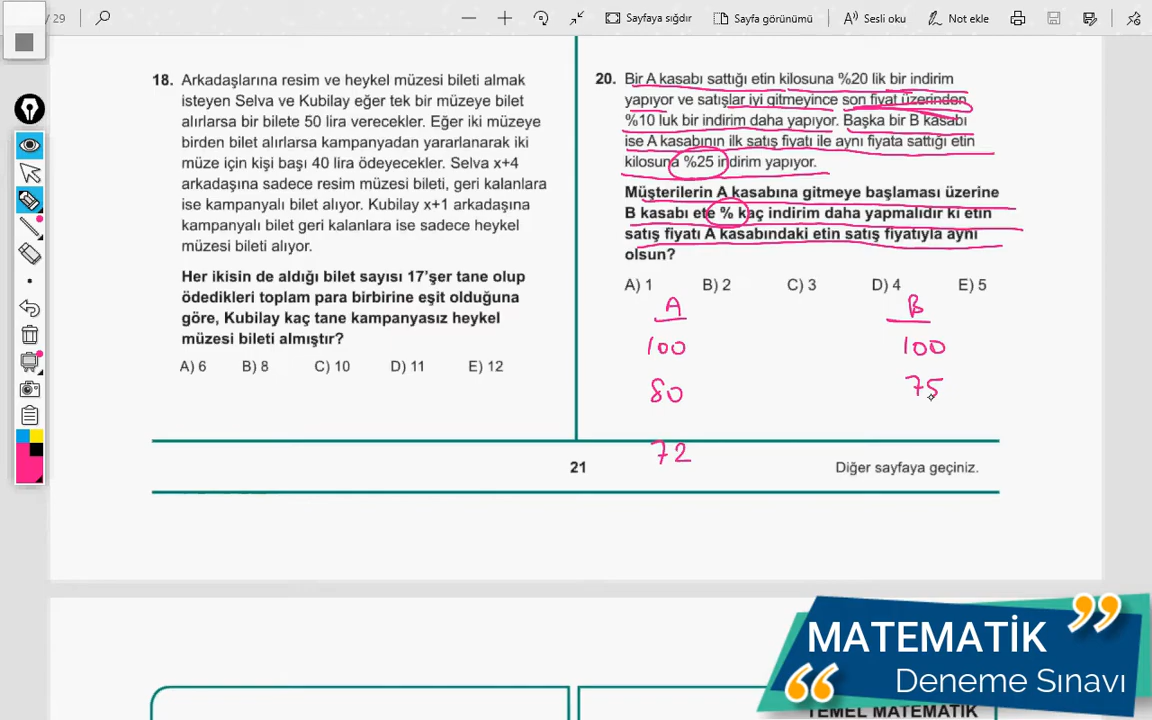 / 29
Sayfaya sığdır
Sayfa görünümü
Sesli oku
Not ekle
18. Arkadaşlarına resim ve heykel müzesi bileti almak
isteyen Selva ve Kubilay eğer tek bir müzeye bilet
alırlarsa bir bilete 50 lira verecekler. Eğer iki müzeye
birden bilet alırlarsa kampanyadan yararlanarak iki
müze için kişi başı 40 lira ödeyecekler. Selva x+4
arkadaşına sadece resim müzesi bileti, geri kalanlara
ise kampanyalı bilet alıyor. Kubilay x+1 arkadaşına
kampanyalı bilet geri kalanlara ise sadece heykel
müzesi bileti alıyor.
Her ikisin de aldığı bilet sayısı 17'şer tane olup
ödedikleri toplam para birbirine eşit olduğuna
göre, Kubilay kaç tane kampanyasız heykel
müzesi bileti almıştır?
A) 6 B) 8 C) 10 D) 11 E) 12
20. Bir A kasabı sattığı etin kilosuna %20 lik bir indirim
yapıyor ve satışlar iyi gitmeyince son fiyat üzerinden
%10 luk bir indirim daha yapıyor. Başka bir B kasabı
ise A kasabının ilk satış fiyatı ile aynı fiyata sattığı etin
kilosuna %25 indirim yapıyor.
Müşterilerin A kasabına gitmeye başlaması üzerine
B kasabı ete % kaç indirim daha yapmalıdır ki etin
satış fiyatı A kasabındaki etin satış fiyatıyla aynı
olsun?
A) 1 B) 2 C) 3 D) 4 E) 5
A B
100 100
80 75
72
21
Diğer sayfaya geçiniz.
MATEMATİK
Deneme Sınavı
TEMEL MATEMATİK